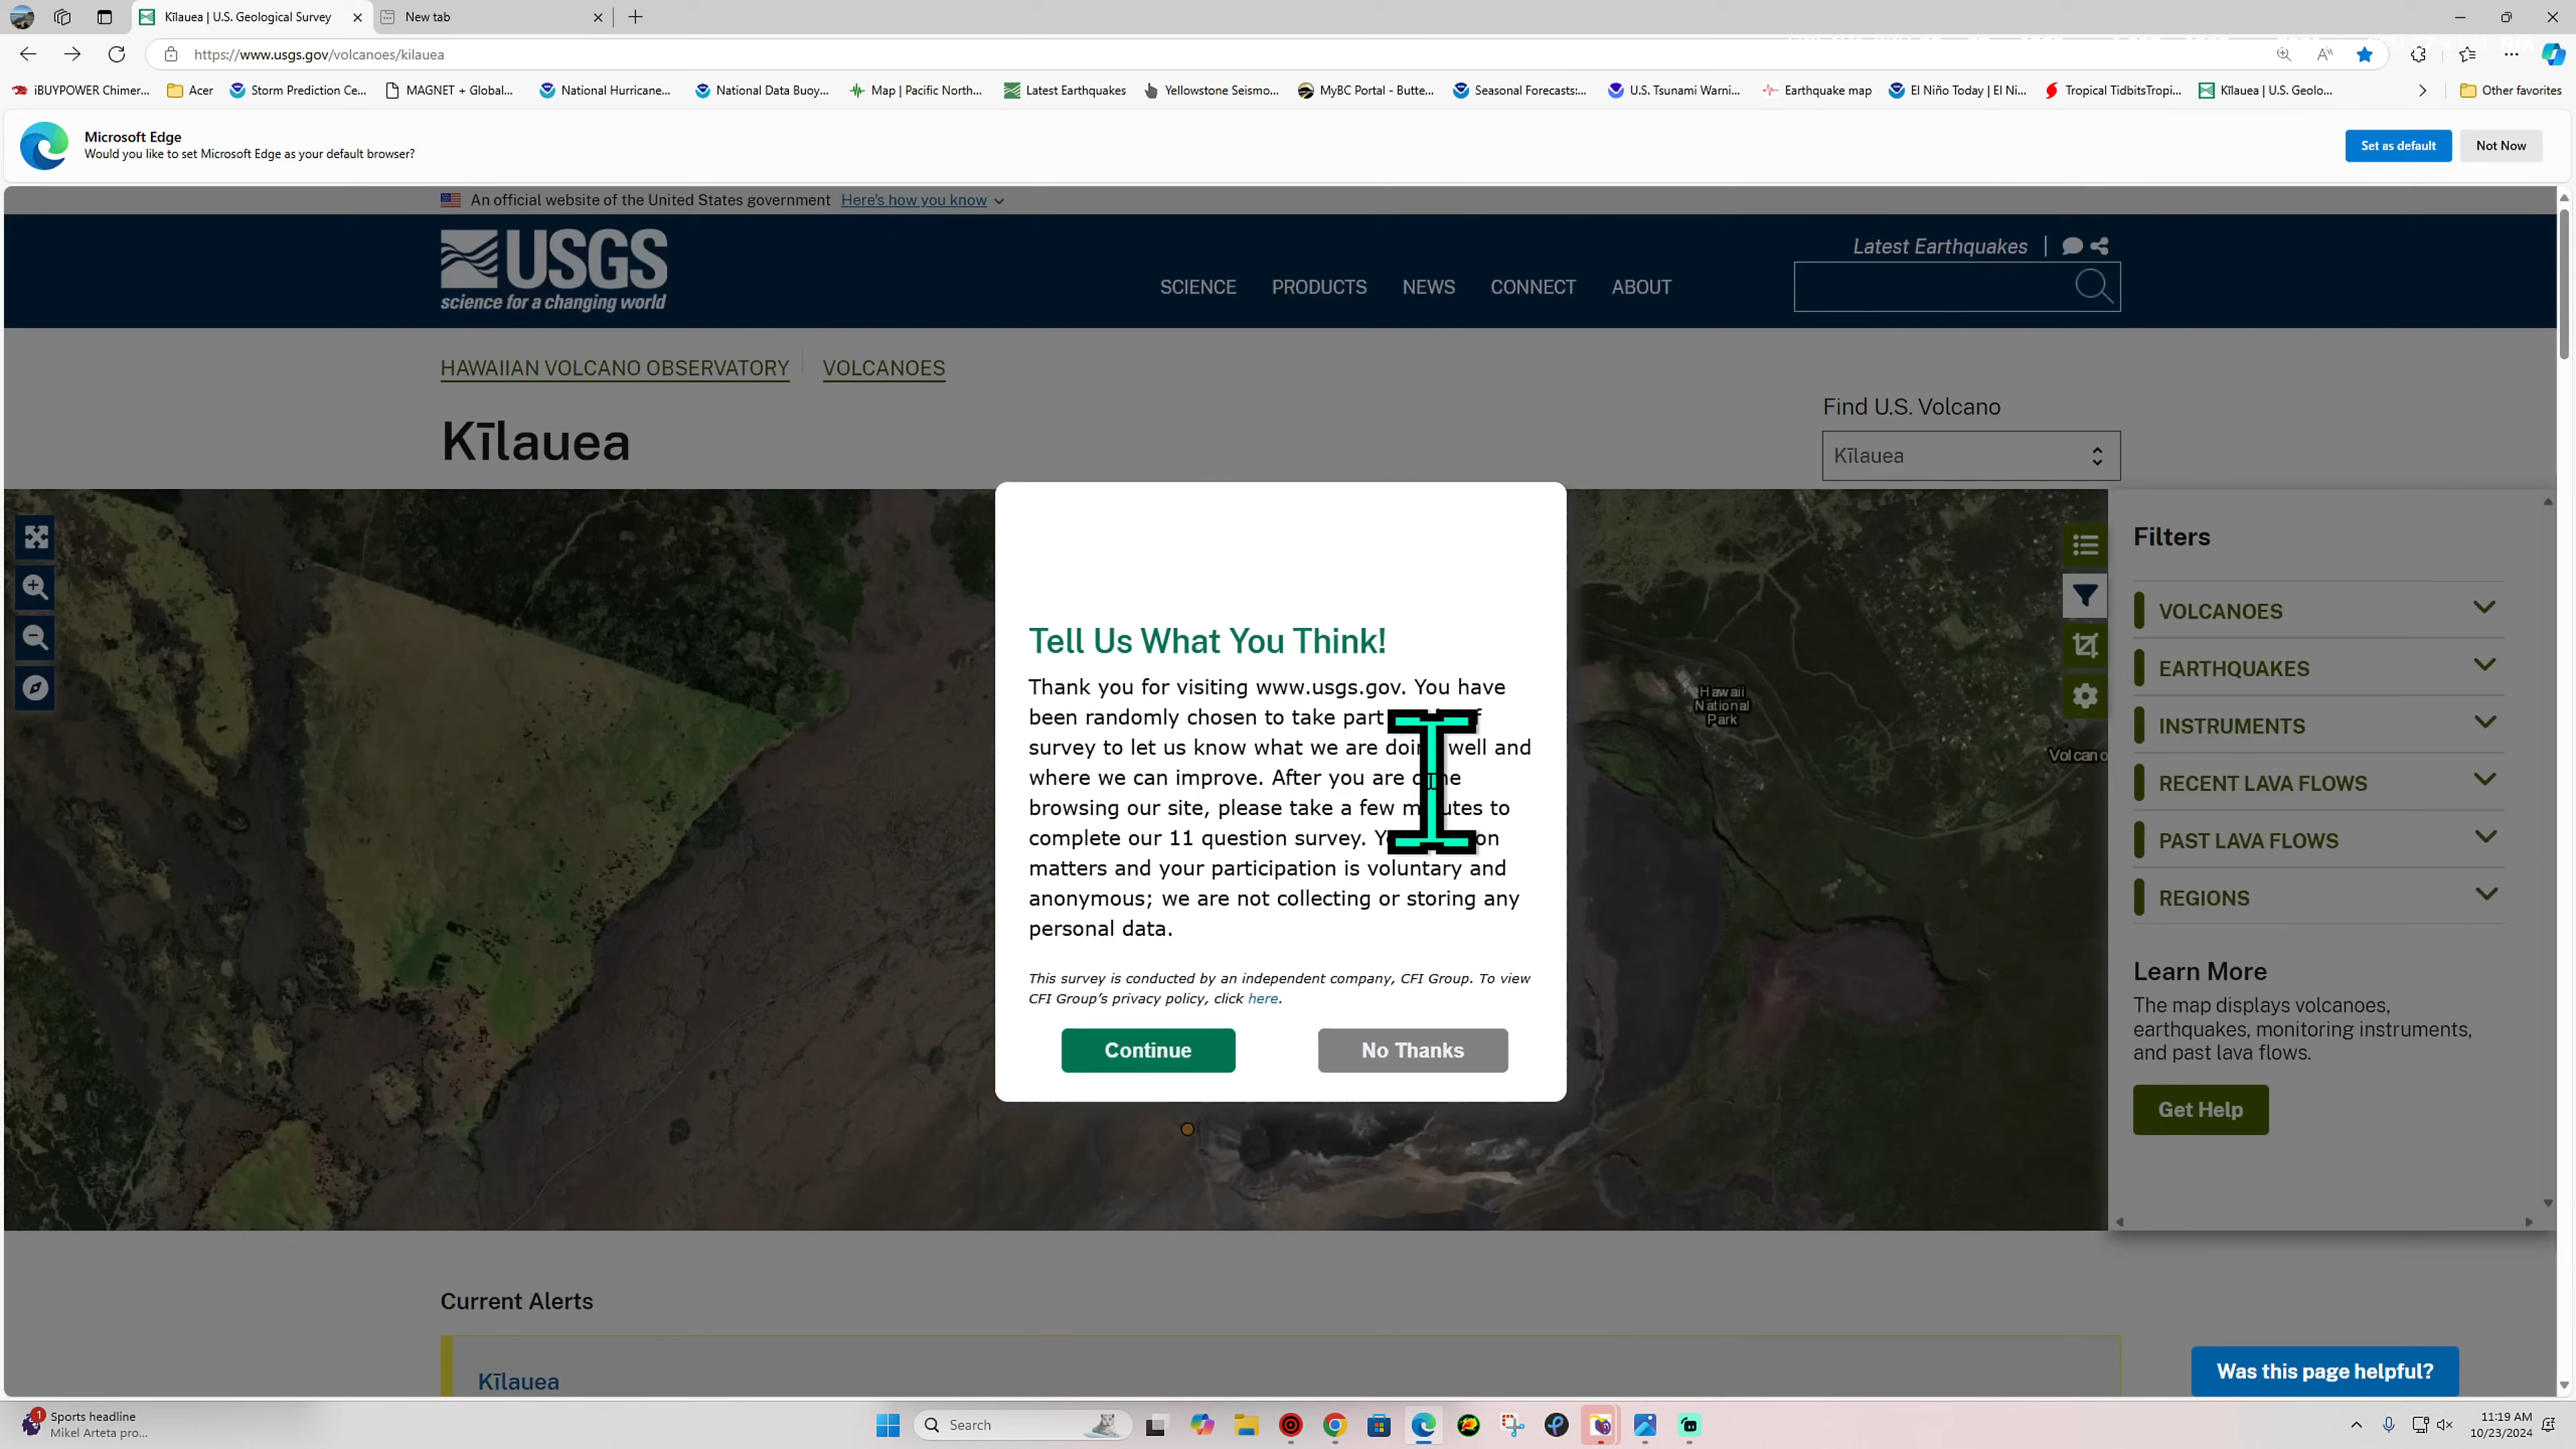 Kīlauea | U.S. Geological Survey
New tab
https://www.usgs.gov/volcanoes/kilauea
iBUYPOWER Chimer...
Acer
Storm Prediction Ce...
MAGNET + Global...
National Hurricane...
National Data Buoy...
Map | Pacific North...
Latest Earthquakes
Yellowstone Seismo...
MyBC Portal - Butte...
Seasonal Forecasts:...
U.S. Tsunami Warni...
Earthquake map
El Niño Today | El Ni...
Tropical TidbitsTropi...
Kīlauea | U.S. Geolo...
Other favorites
Microsoft Edge
Would you like to set Microsoft Edge as your default browser?
Set as default
Not Now
An official website of the United States government Here's how you know
USGS
science for a changing world
Latest Earthquakes
SCIENCE
PRODUCTS
NEWS
CONNECT
ABOUT
HAWAIIAN VOLCANO OBSERVATORY
VOLCANOES
Kīlauea
Find U.S. Volcano
Kīlauea
Hawaii
National
Park
Volcano
Filters
VOLCANOES
EARTHQUAKES
INSTRUMENTS
RECENT LAVA FLOWS
PAST LAVA FLOWS
REGIONS
Learn More
The map displays volcanoes,
earthquakes, monitoring instruments,
and past lava flows.
Get Help
Tell Us What You Think!
Thank you for visiting www.usgs.gov. You have
been randomly chosen to take part
survey to let us know what we are doing well and
where we can improve. After you are done
browsing our site, please take a few minutes to
complete our 11 question survey.
matters and your participation is voluntary and
anonymous; we are not collecting or storing any
personal data.
This survey is conducted by an independent company, CFI Group. To view
CFI Group's privacy policy, click here.
Continue
No Thanks
Current Alerts
Kīlauea
Was this page helpful?
1
Sports headline
Mikel Arteta pro...
Search
11:19 AM
10/23/2024